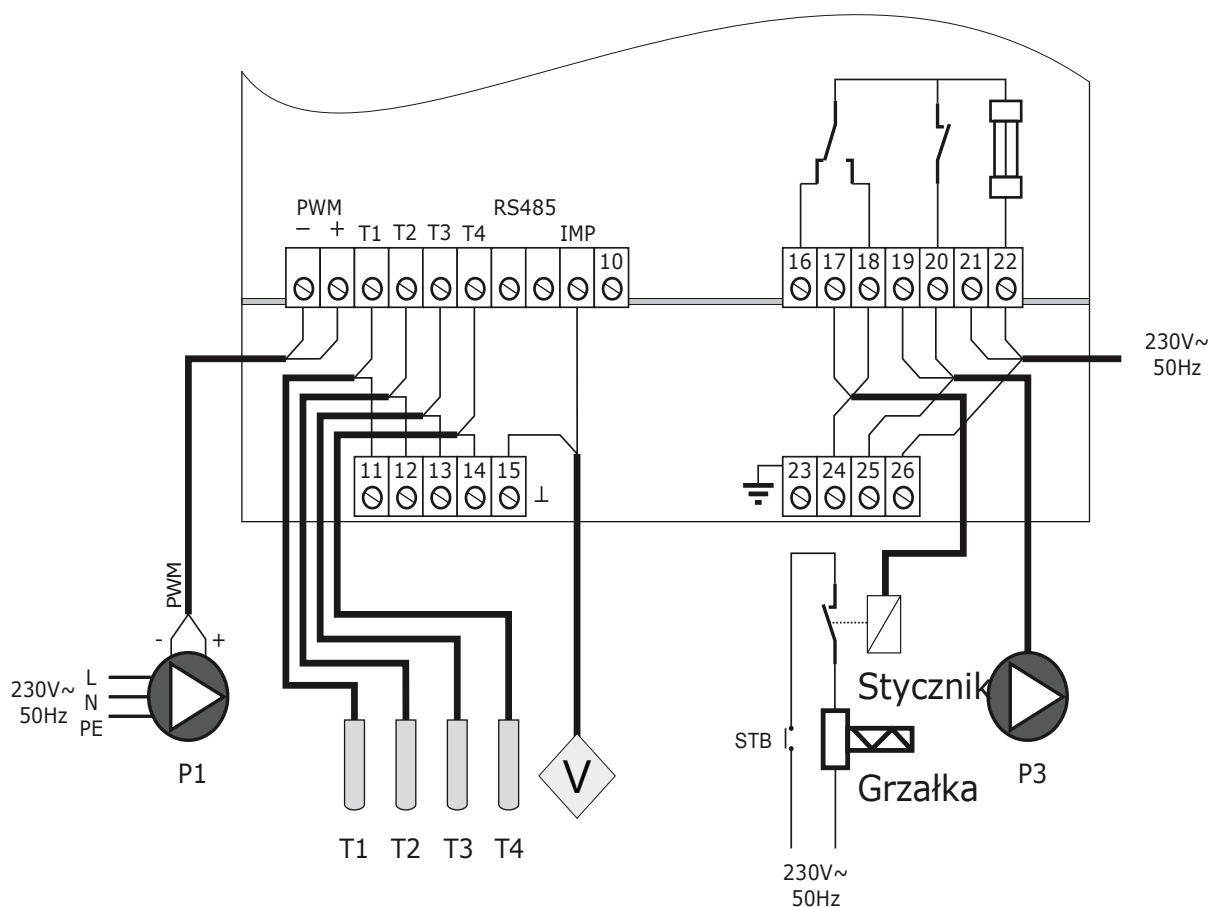 PWM
− +
T1 T2 T3 T4
RS485
IMP
10
16 17 18 19 20 21 22
230V~
50Hz
11 12 13 14 15
⊥
23 24 25 26
PWM
- +
230V~
50Hz
L
N
PE
P1
T1 T2 T3 T4
V
STB
Stycznik
Grzałka
230V~
50Hz
P3